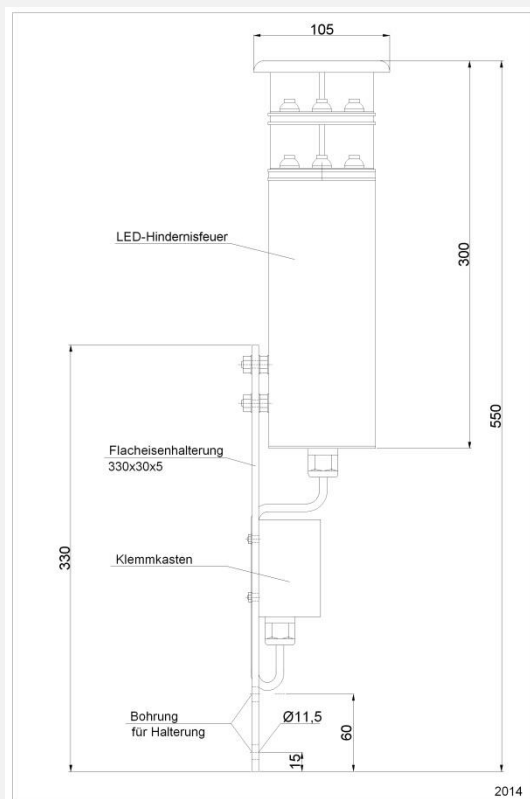 105
LED-Hindernisfeuer
300
550
Flacheisenhalterung
330x30x5
330
Klemmkasten
Bohrung
für Halterung
Ø11,5
60
15
2014